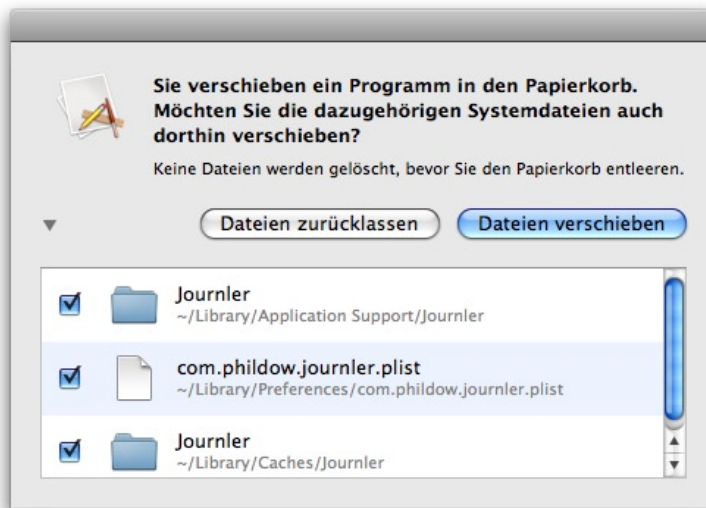 Sie verschieben ein Programm in den Papierkorb.
Möchten Sie die dazugehörigen Systemdateien auch
dorthin verschieben?
Keine Dateien werden gelöscht, bevor Sie den Papierkorb entleeren.
Dateien zurücklassen
Dateien verschieben
Journler
~/Library/Application Support/Journler
com.phildow.journler.plist
~/Library/Preferences/com.phildow.journler.plist
Journler
~/Library/Caches/Journler